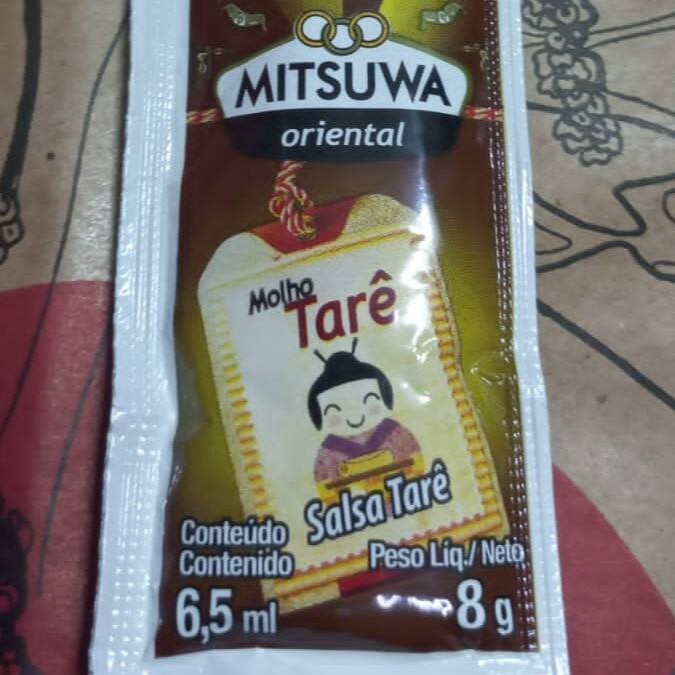 MITSUWA
oriental
Molho
Tarê
Salsa Tarê
Conteúdo
Contenido
6,5 ml
Peso Líq./Neto
8 g